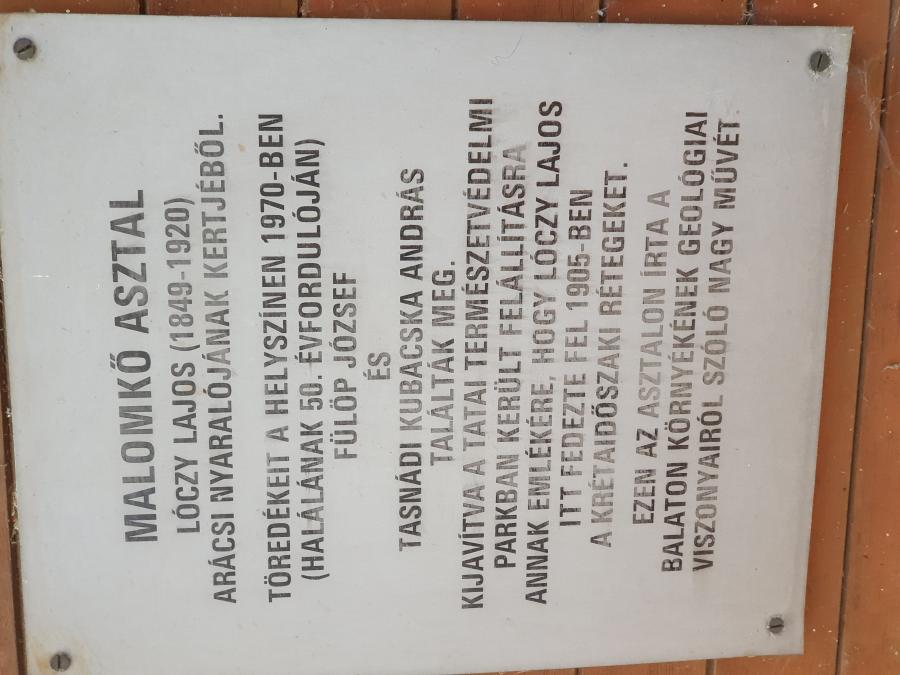 MALOMKŐ ASZTAL
LÓCZY LAJOS (1849-1920)
ARÁCSI NYARALÓJÁNAK KERTJÉBŐL.
TÖREDÉKEIT A HELYSZÍNEN 1970-BEN
(HALÁLÁNAK 50. ÉVFORDULÓJÁN)
FÜLÖP JÓZSEF
ÉS
TASNÁDI KUBACSKA ANDRÁS
TALÁLTÁK MEG.
KIJAVÍTVA A TATAI TERMÉSZETVÉDELMI
PARKBAN KERÜLT FELÁLLÍTÁSRA
ANNAK EMLÉKÉRE, HOGY LÓCZY LAJOS
ITT FEDEZTE FEL 1905-BEN
A KRÉTAIDŐSZAKI RÉTEGEKET.
EZEN AZ ASZTALON ÍRTA A
BALATON KÖRNYÉKÉNEK GEOLÓGIAI
VISZONYAIRÓL SZÓLÓ NAGY MŰVÉT.